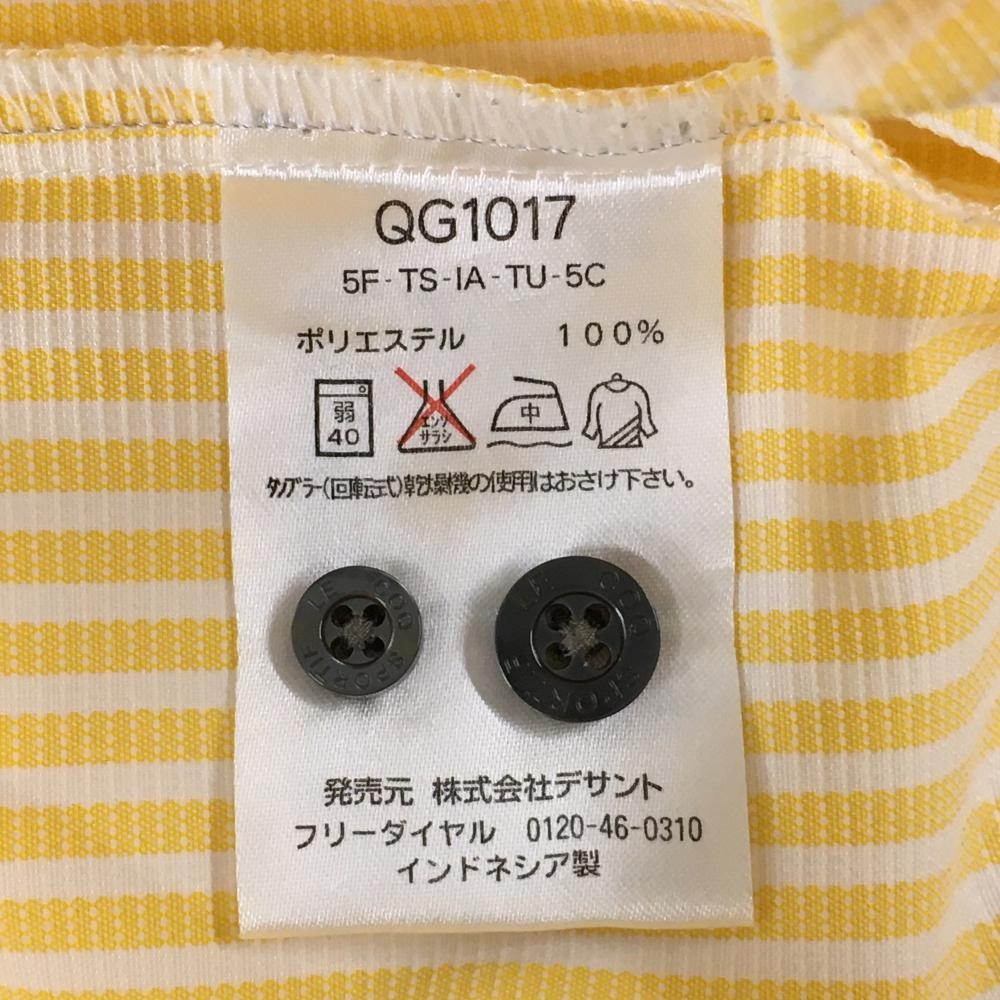 QG1017
5F-TS-IA-TU-5C
ポリエステル 100%
弱
40
エンソ
サラシ
中
タンブラー(回転式)乾燥機の使用はおさけ下さい。
LE COQ SPORTIF
LE COQ
発売元 株式会社デサント
フリーダイヤル 0120-46-0310
インドネシア製